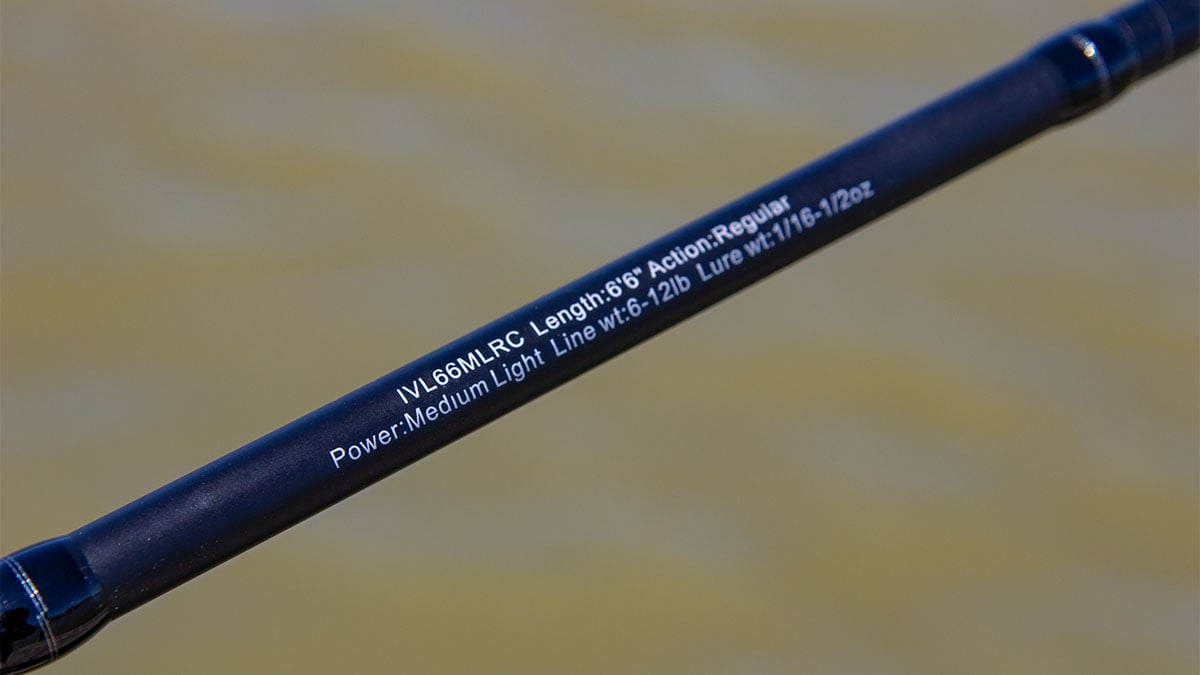 IVL66MLRC Length:6'6" Action:Regular
Power:Medium Light Line wt:6-12lb Lure wt:1/16-1/2oz